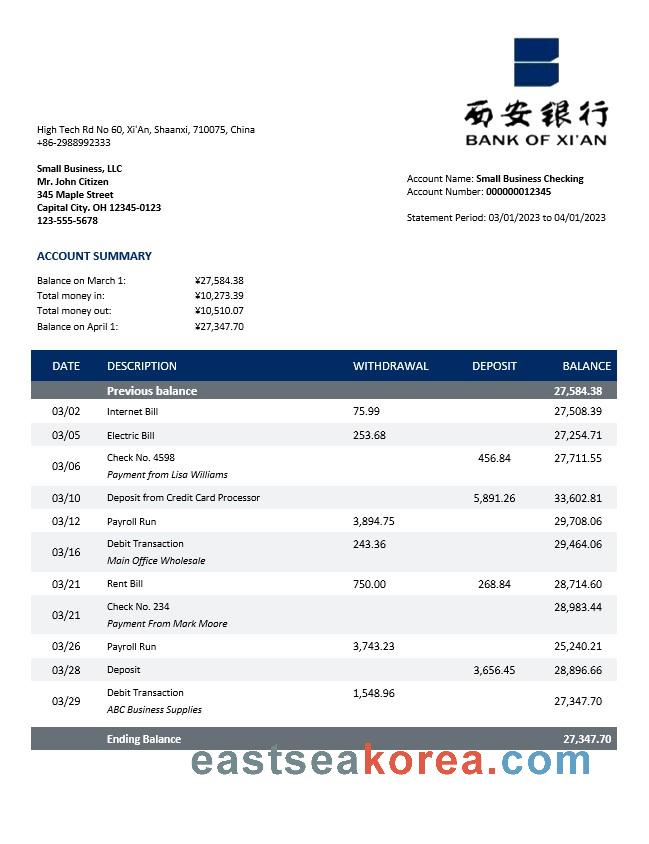 西安银行
BANK OF XI'AN
High Tech Rd No 60, Xi'An, Shaanxi, 710075, China
+86-2988992333
Small Business, LLC
Mr. John Citizen
345 Maple Street
Capital City. OH 12345-0123
123-555-5678
Account Name: Small Business Checking
Account Number: 000000012345
Statement Period: 03/01/2023 to 04/01/2023
ACCOUNT SUMMARY
Balance on March 1: ¥27,584.38
Total money in: ¥10,273.39
Total money out: ¥10,510.07
Balance on April 1: ¥27,347.70
DATE DESCRIPTION WITHDRAWAL DEPOSIT BALANCE
Previous balance 27,584.38
03/02 Internet Bill 75.99 27,508.39
03/05 Electric Bill 253.68 27,254.71
03/06 Check No. 4598 456.84 27,711.55
Payment from Lisa Williams
03/10 Deposit from Credit Card Processor 5,891.26 33,602.81
03/12 Payroll Run 3,894.75 29,708.06
03/16 Debit Transaction 243.36 29,464.06
Main Office Wholesale
03/21 Rent Bill 750.00 268.84 28,714.60
03/21 Check No. 234 28,983.44
Payment From Mark Moore
03/26 Payroll Run 3,743.23 25,240.21
03/28 Deposit 3,656.45 28,896.66
03/29 Debit Transaction 1,548.96 27,347.70
ABC Business Supplies
Ending Balance 27,347.70
eastseakorea.com